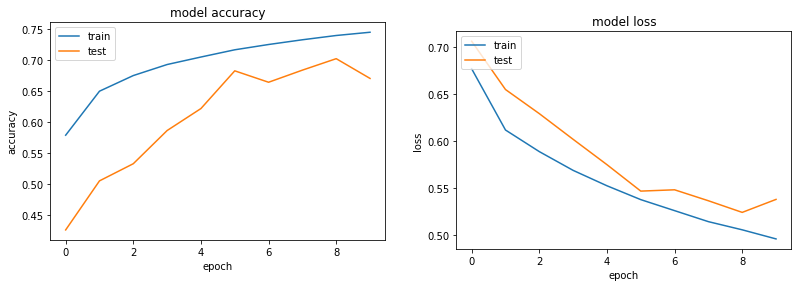 model accuracy
train
test
accuracy
0.75
0.70
0.65
0.60
0.55
0.50
0.45
0 2 4 6 8
epoch
model loss
train
test
loss
0.70
0.65
0.60
0.55
0.50
0 2 4 6 8
epoch